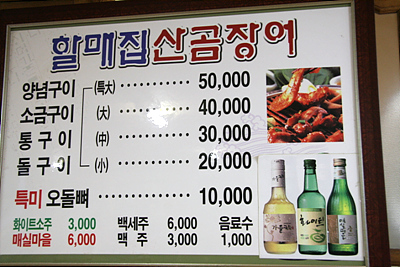 할매집 산곰장어
양념구이 (特大) ············ 50,000
소금구이 (大) ············ 40,000
통구이 (中) ············ 30,000
돌구이 (小) ············ 20,000
특미 오돌뼈 ············ 10,000
화이트소주 3,000 백세주 6,000 음료수
매실마을 6,000 맥주 3,000 1,000